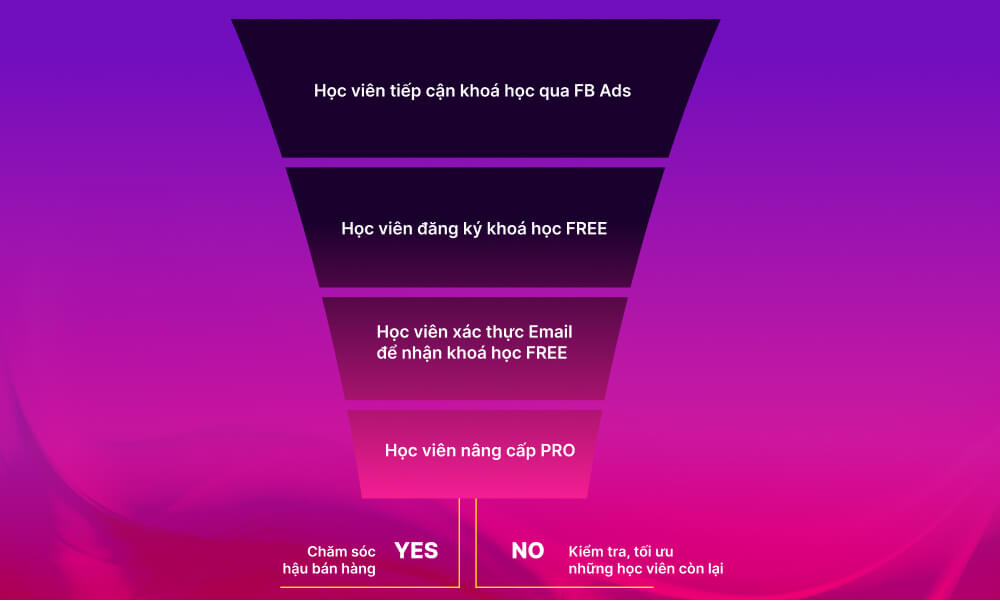 Học viên tiếp cận khoá học qua FB Ads
Học viên đăng ký khoá học FREE
Học viên xác thực Email
để nhận khoá học FREE
Học viên nâng cấp PRO
Chăm sóc
hậu bán hàng
YES
NO
Kiểm tra, tối ưu
những học viên còn lại